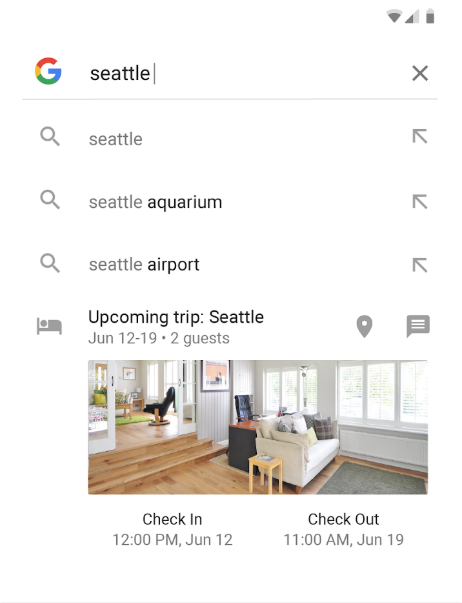 seattle
seattle
seattle aquarium
seattle airport
Upcoming trip: Seattle
Jun 12-19 • 2 guests
Check In
Check Out
12:00 PM, Jun 12
11:00 AM, Jun 19